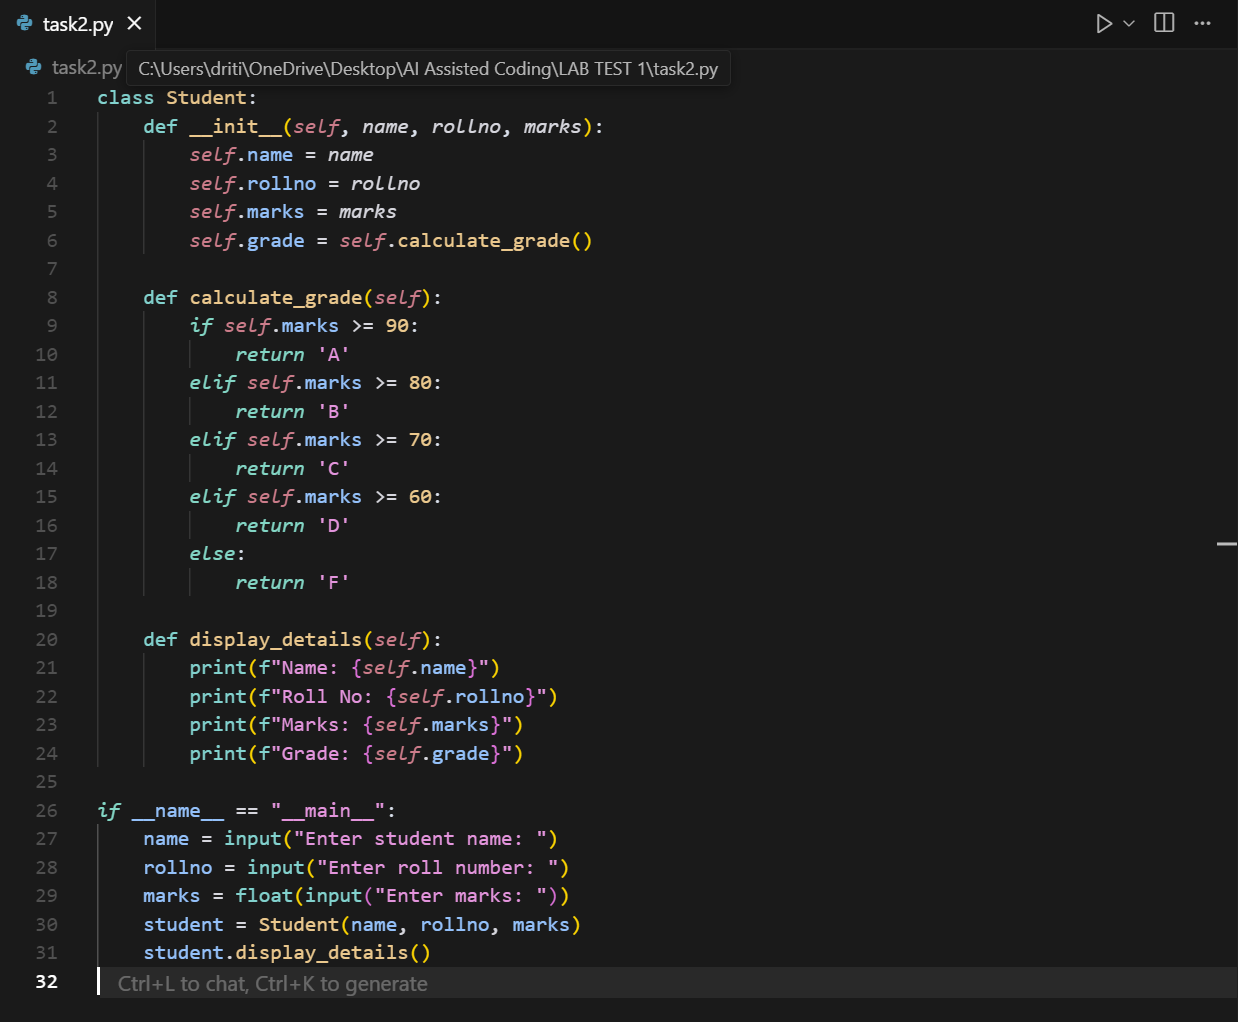 task2.py
task2.py
C:\Users\driti\OneDrive\Desktop\AI Assisted Coding\LAB TEST 1\task2.py
1 class Student:
2     def __init__(self, name, rollno, marks):
3         self.name = name
4         self.rollno = rollno
5         self.marks = marks
6         self.grade = self.calculate_grade()
7
8     def calculate_grade(self):
9         if self.marks >= 90:
10             return 'A'
11         elif self.marks >= 80:
12             return 'B'
13         elif self.marks >= 70:
14             return 'C'
15         elif self.marks >= 60:
16             return 'D'
17         else:
18             return 'F'
19
20     def display_details(self):
21         print(f"Name: {self.name}")
22         print(f"Roll No: {self.rollno}")
23         print(f"Marks: {self.marks}")
24         print(f"Grade: {self.grade}")
25
26 if __name__ == "__main__":
27     name = input("Enter student name: ")
28     rollno = input("Enter roll number: ")
29     marks = float(input("Enter marks: "))
30     student = Student(name, rollno, marks)
31     student.display_details()
32 Ctrl+L to chat, Ctrl+K to generate